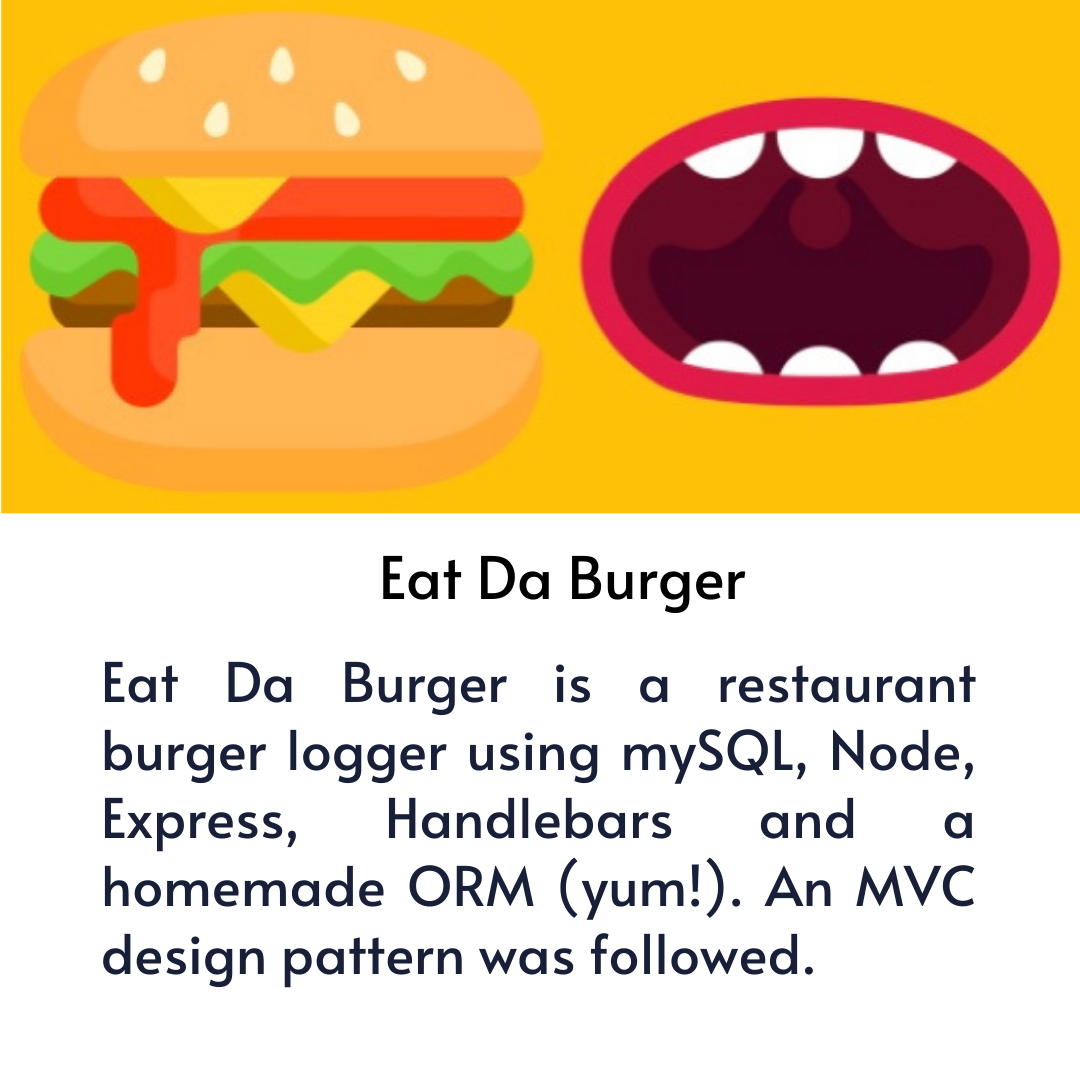 Eat Da Burger
Eat Da Burger is a restaurant
burger logger using mySQL, Node,
Express, Handlebars and a
homemade ORM (yum!). An MVC
design pattern was followed.